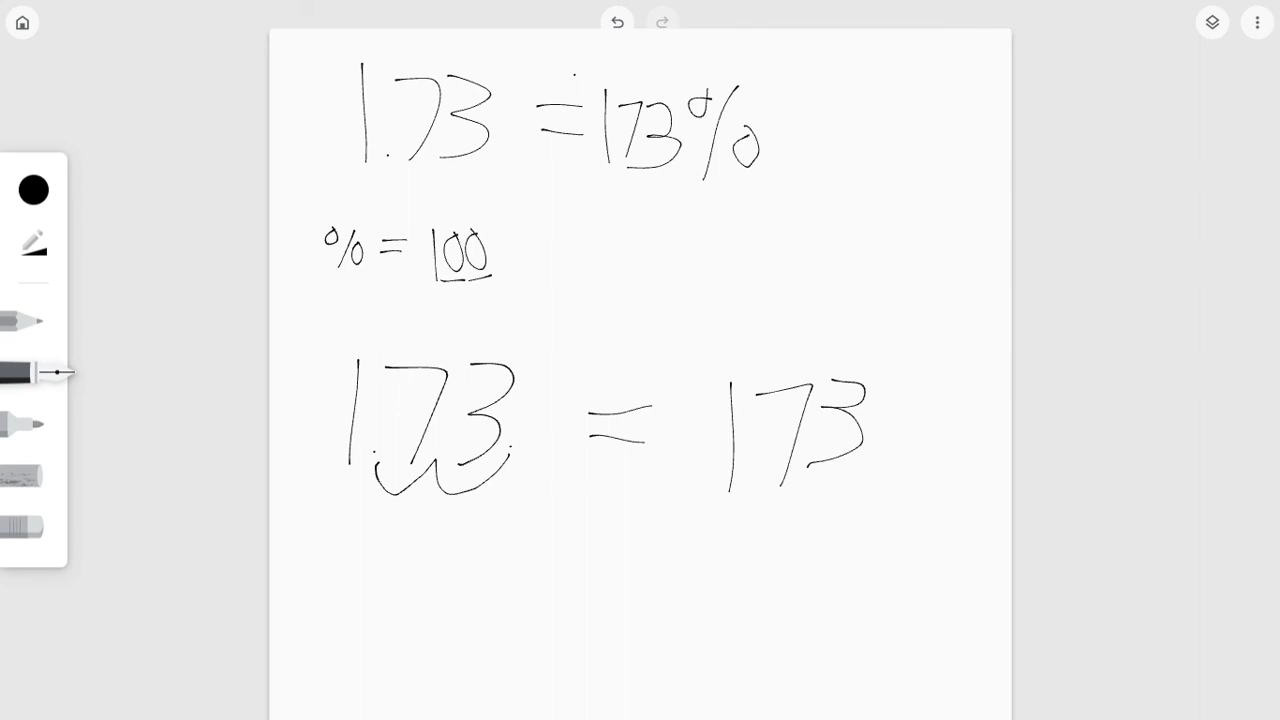 1.73 = 173%
% = 100
1.73. = 173